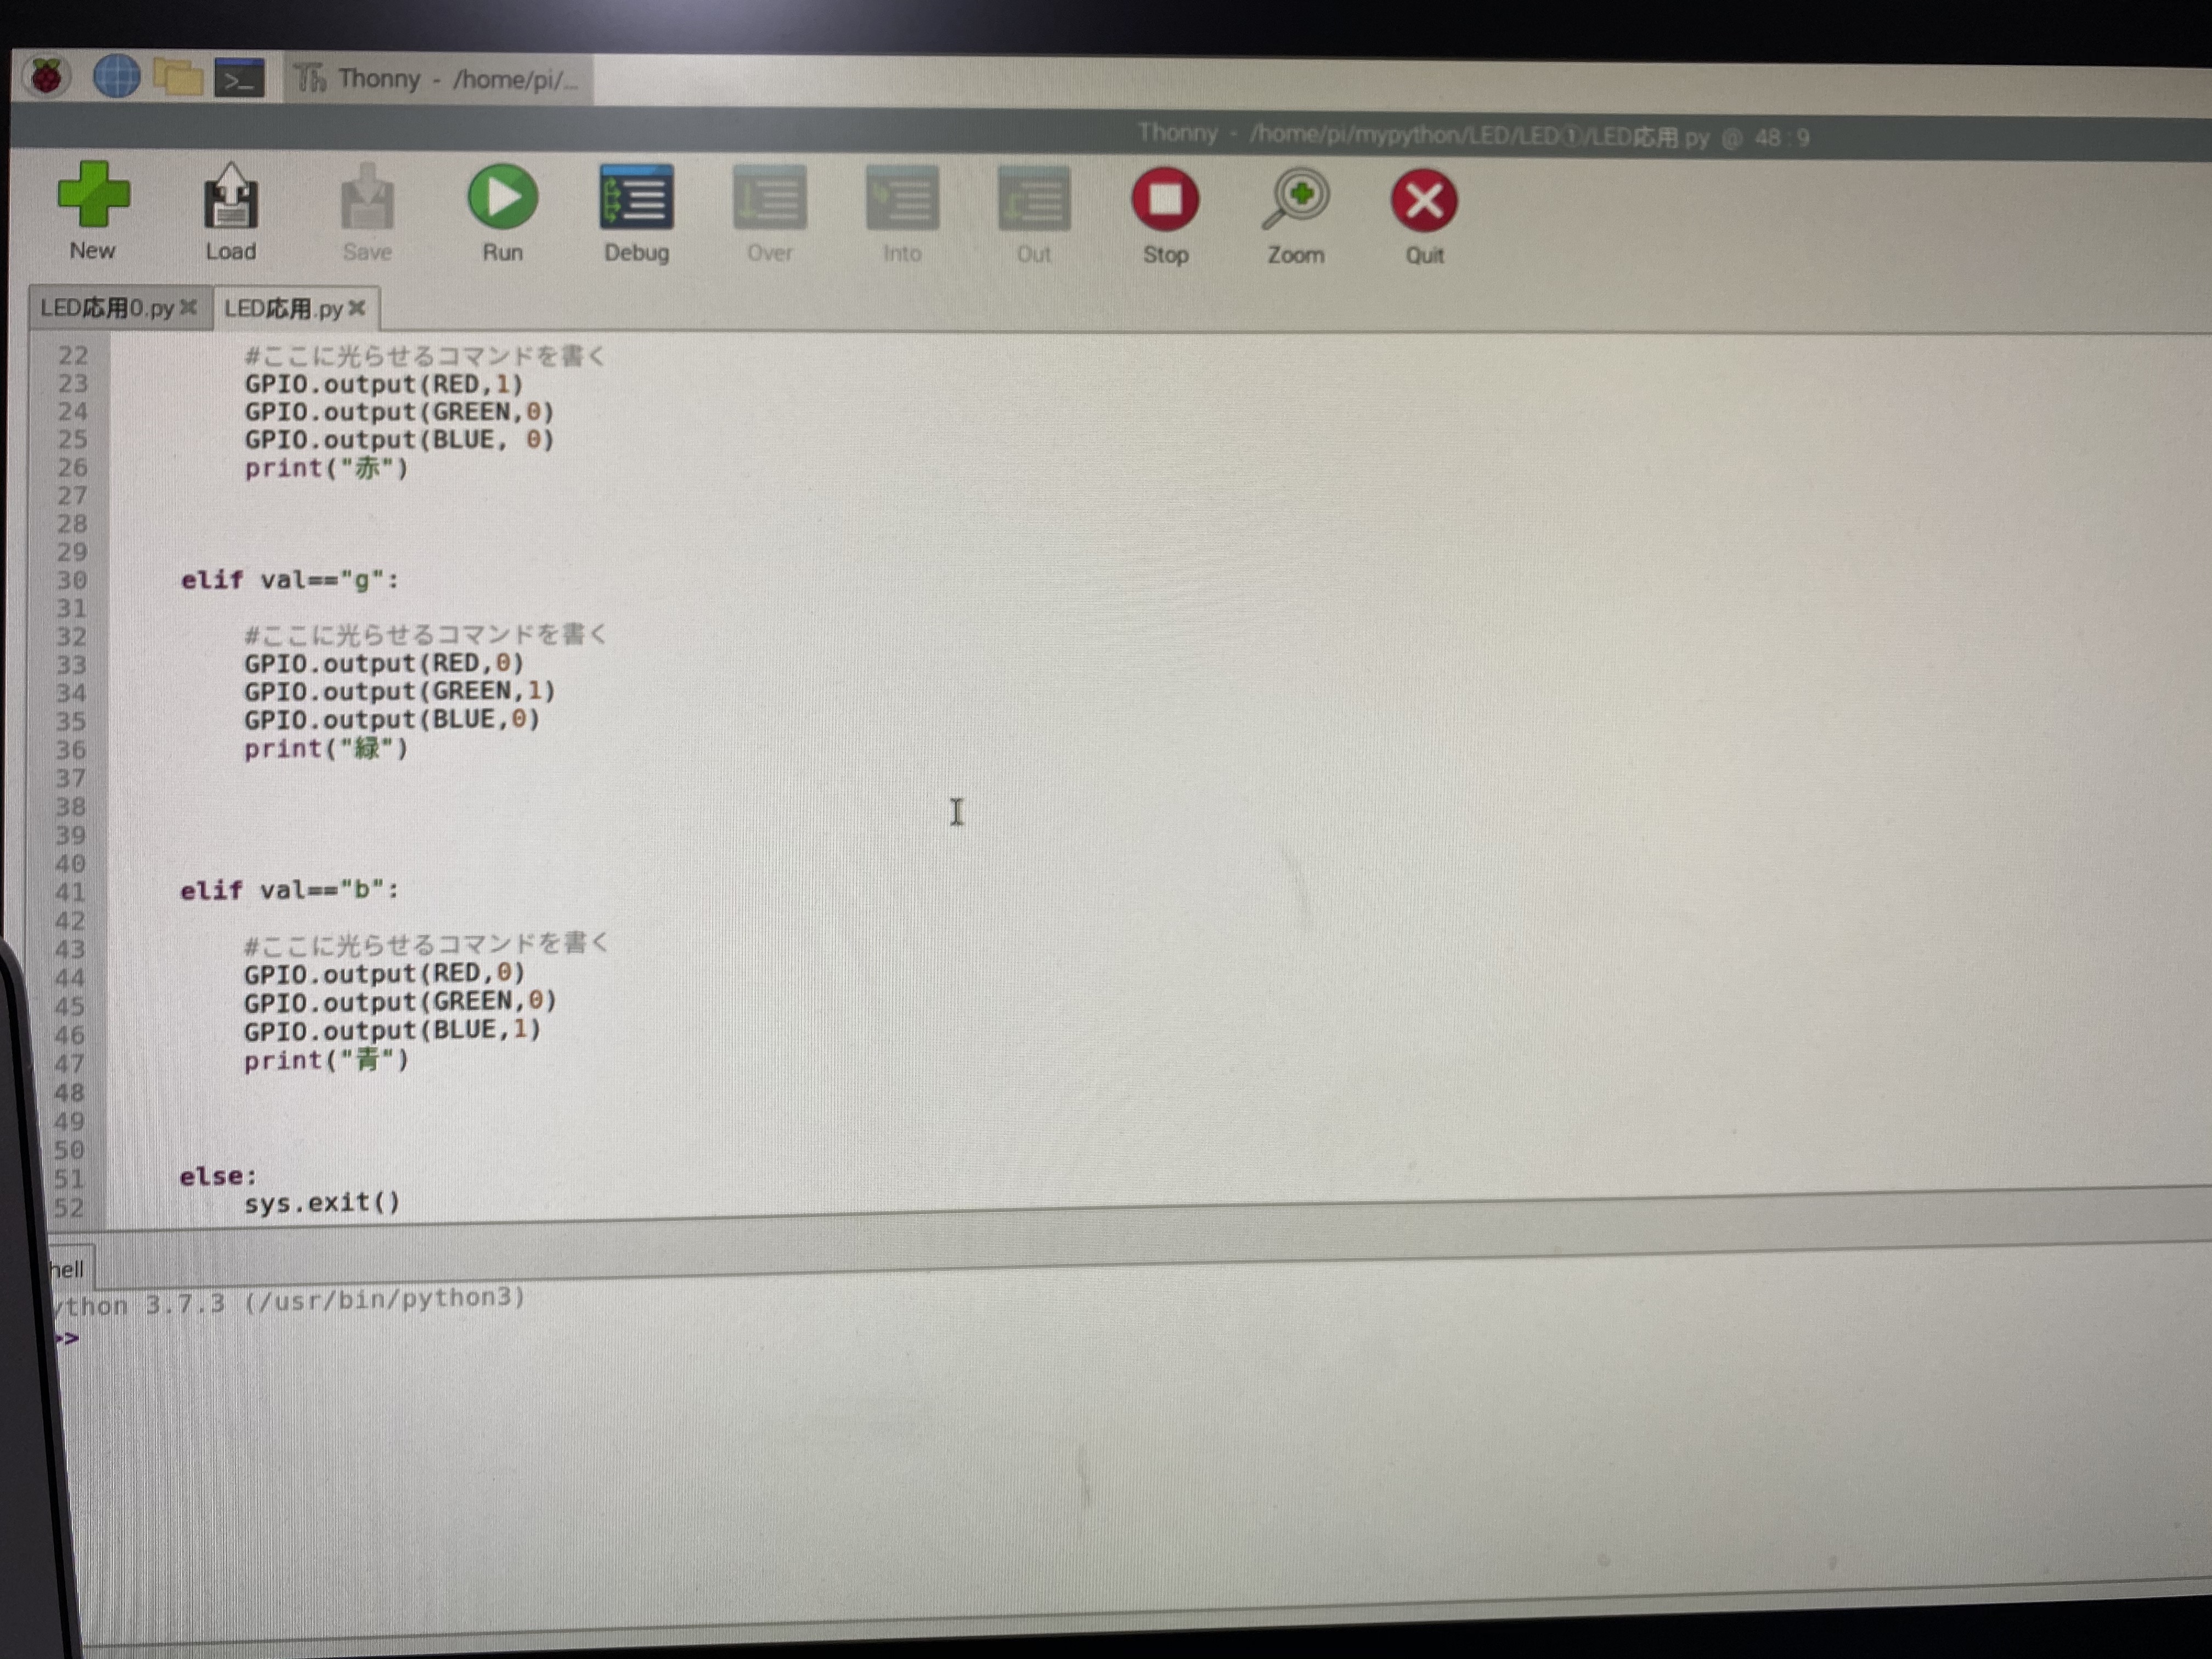 Thonny - /home/pi/...
Thonny - /home/pi/mypython/LED/LED①/LED応用.py @ 48:9
New Load Save Run Debug Over Into Out Stop Zoom Quit
LED応用0.py LED応用.py
22 #ここに光らせるコマンドを書く
23 GPIO.output(RED,1)
24 GPIO.output(GREEN,0)
25 GPIO.output(BLUE, 0)
26 print("赤")
27
28
29
30 elif val=="g":
31
32 #ここに光らせるコマンドを書く
33 GPIO.output(RED,0)
34 GPIO.output(GREEN,1)
35 GPIO.output(BLUE,0)
36 print("緑")
37
38
39
40
41 elif val=="b":
42
43 #ここに光らせるコマンドを書く
44 GPIO.output(RED,0)
45 GPIO.output(GREEN,0)
46 GPIO.output(BLUE,1)
47 print("青")
48
49
50
51 else:
52 sys.exit()
hell
ython 3.7.3 (/usr/bin/python3)
>>